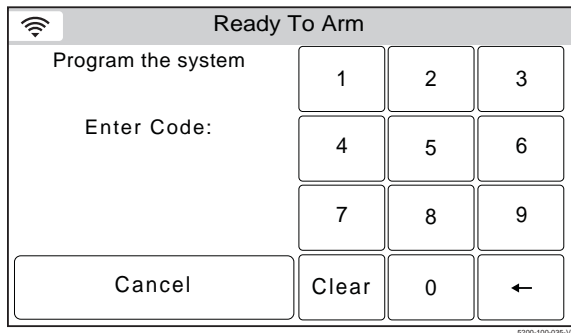 Ready To Arm
Program the system
1 2 3
Enter Code:
4 5 6
7 8 9
Cancel Clear 0 ←